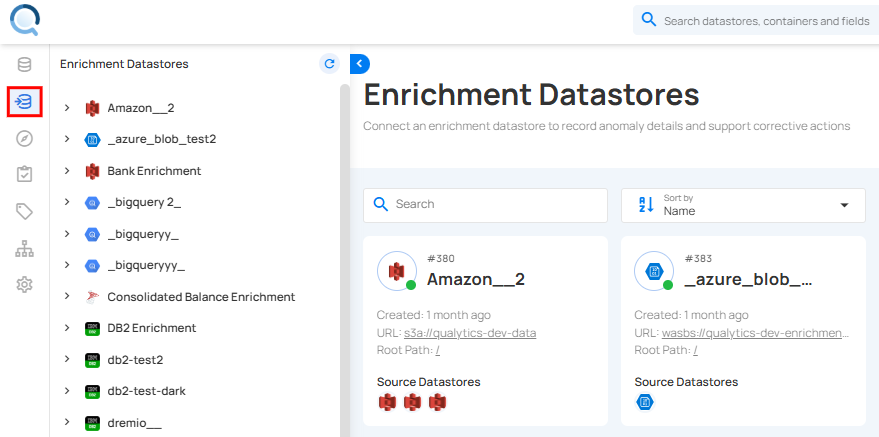 Search datastores, containers and fields
Enrichment Datastores
Amazon__2
_azure_blob_test2
Bank Enrichment
_bigquery 2_
_bigqueryy_
_bigqueryyy_
Consolidated Balance Enrichment
DB2 Enrichment
db2-test2
db2-test-dark
dremio__
Enrichment Datastores
Connect an enrichment datastore to record anomaly details and support corrective actions
Search
Sort by
Name
#380
Amazon__2
Created: 1 month ago
URL: s3a://qualytics-dev-data
Root Path: /
Source Datastores
#383
_azure_blob_...
Created: 1 month ago
URL: wasbs://qualytics-dev-enrichmen...
Root Path: /
Source Datastores